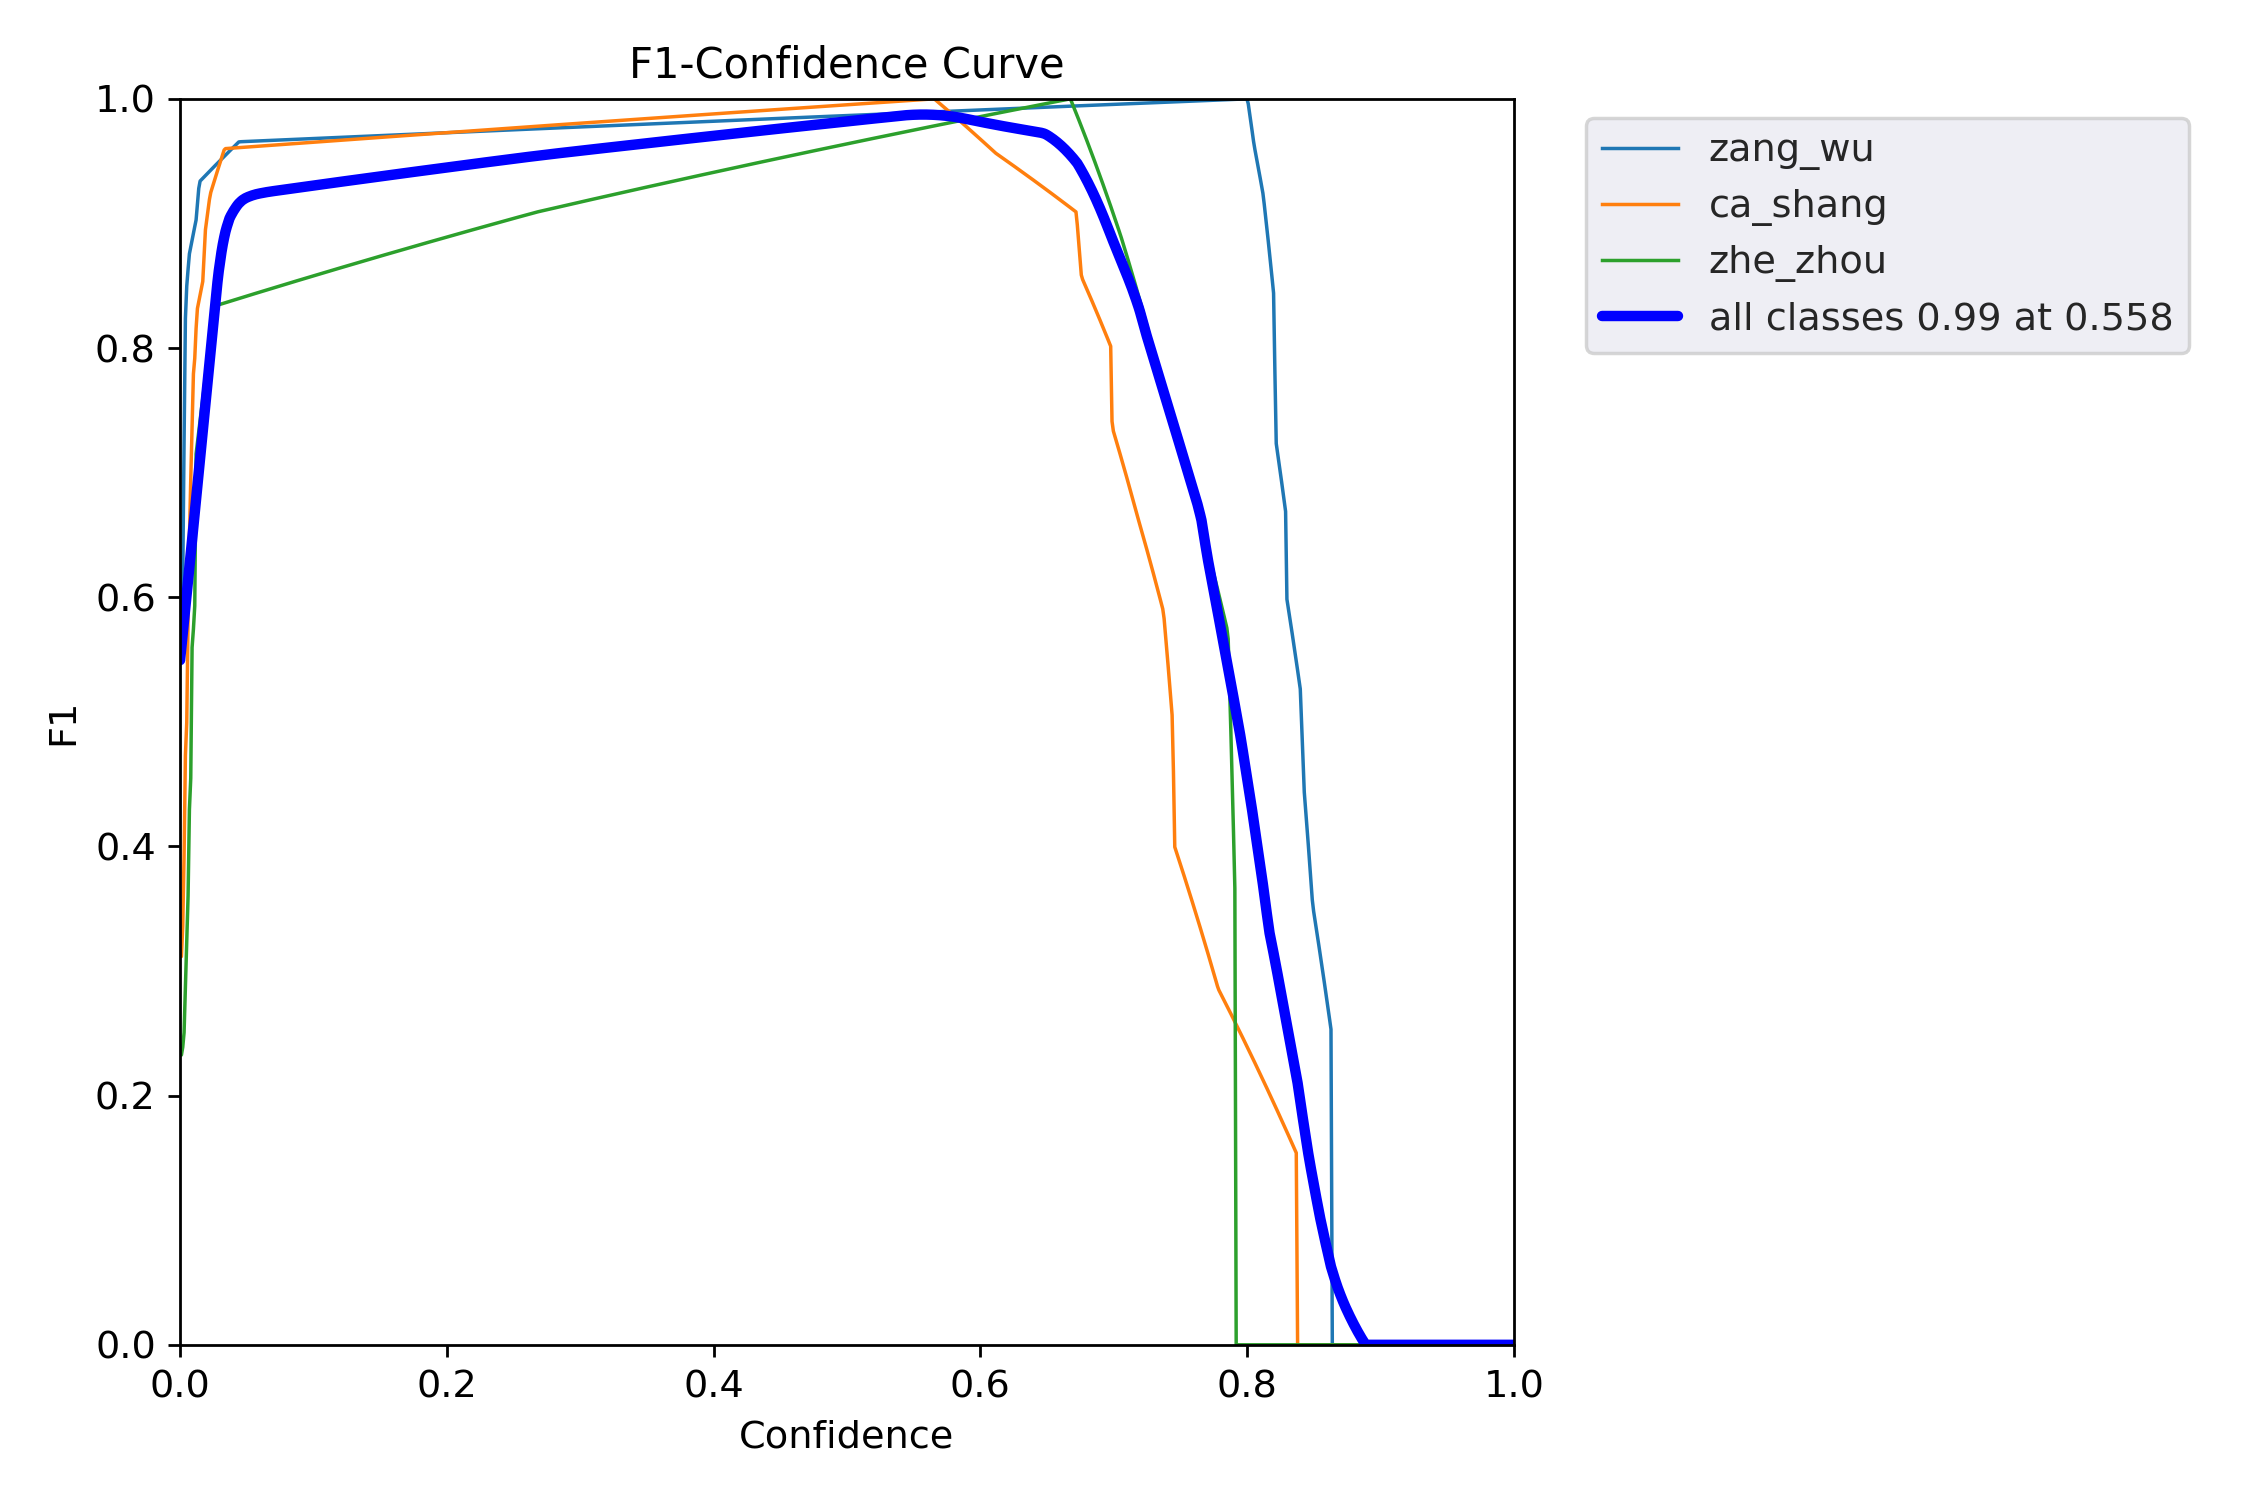 F1-Confidence Curve
1.0
0.8
0.6
0.4
0.2
0.0
F1
0.0 0.2 0.4 0.6 0.8 1.0
Confidence
zang_wu
ca_shang
zhe_zhou
all classes 0.99 at 0.558